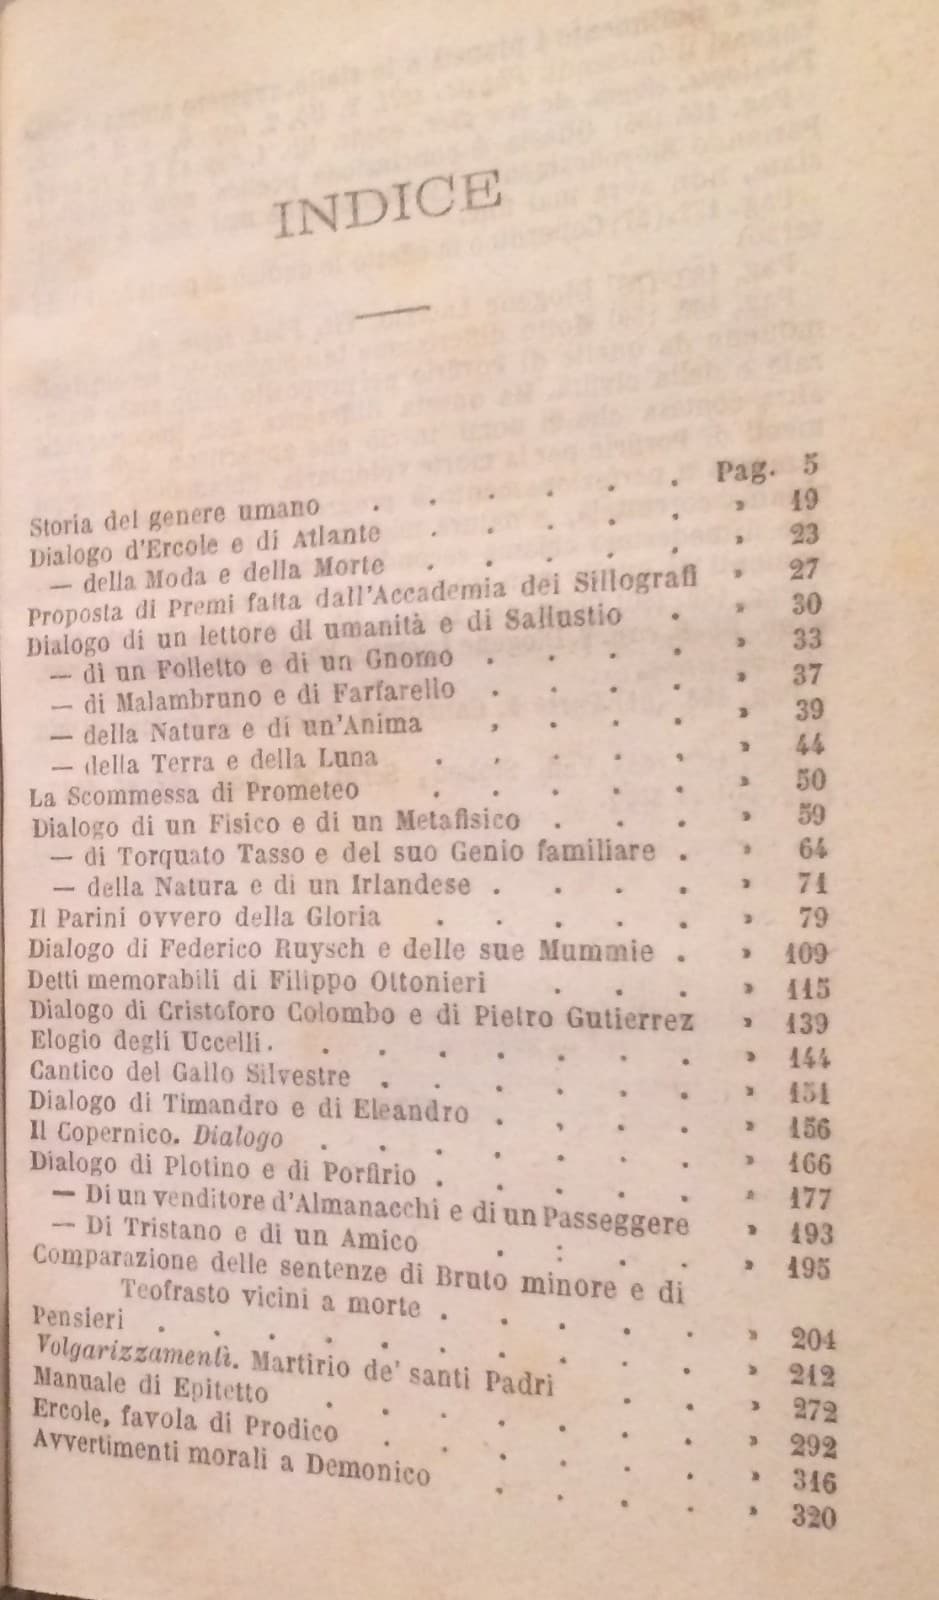 INDICE
Storia del genere umano . . . . . . Pag. 5
Dialogo d'Ercole e di Atlante . . . . . » 19
— della Moda e della Morte . . . . . » 23
Proposta di Premi fatta dall'Accademia dei Sillografi » 27
Dialogo di un lettore di umanità e di Sallustio . » 30
— di un Folletto e di un Gnomo . . . . » 33
— di Malambruno e di Farfarello . . . . » 37
— della Natura e di un'Anima . . . . » 39
— della Terra e della Luna . . . . . » 44
La Scommessa di Prometeo . . . . . » 50
Dialogo di un Fisico e di un Metafisico . . . » 59
— di Torquato Tasso e del suo Genio familiare . » 64
— della Natura e di un Irlandese . . . . » 71
Il Parini ovvero della Gloria . . . . . » 79
Dialogo di Federico Ruysch e delle sue Mummie . » 109
Detti memorabili di Filippo Ottonieri . . . » 115
Dialogo di Cristoforo Colombo e di Pietro Gutierrez » 139
Elogio degli Uccelli . . . . . . . . » 144
Cantico del Gallo Silvestre . . . . . . » 151
Dialogo di Timandro e di Eleandro . . . . » 156
Il Copernico. Dialogo . . . . . . . » 166
Dialogo di Plotino e di Porfirio . . . . . » 177
— Di un venditore d'Almanacchi e di un Passeggere » 193
— Di Tristano e di un Amico . . . . » 195
Comparazione delle sentenze di Bruto minore e di
Teofrasto vicini a morte . . . . . » 204
Pensieri . . . . . . . . . » 212
Volgarizzamenti. Martirio de' santi Padri . . . » 272
Manuale di Epitetto . . . . . . . » 292
Ercole, favola di Prodico . . . . . . » 316
Avvertimenti morali a Demonico . . . . » 320